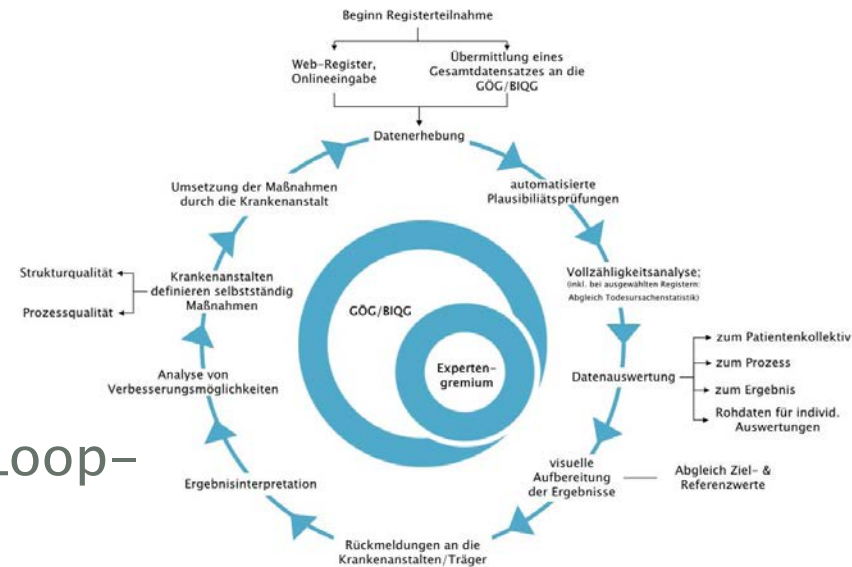 Beginn Registerteilnahme
Web-Register,
Onlineeingabe
Übermittlung eines
Gesamtdatensatzes an die
GÖG/BIQG
Datenerhebung
automatisierte
Plausibiliätsprüfungen
Vollzähligkeitsanalyse;
(inkl. bei ausgewählten Registern:
Abgleich Todesursachenstatistik)
Datenauswertung
zum Patientenkollektiv
zum Prozess
zum Ergebnis
Rohdaten für individ.
Auswertungen
visuelle
Aufbereitung
der Ergebnisse
Abgleich Ziel- &
Referenzwerte
Rückmeldungen an die
Krankenanstalten/Träger
Ergebnisinterpretation
Analyse von
Verbesserungsmöglichkeiten
Krankenanstalten
definieren selbstständig
Maßnahmen
Strukturqualität
Prozessqualität
Umsetzung der Maßnahmen
durch die Krankenanstalt
GÖG/BIQG
Experten-
gremium
Loop-